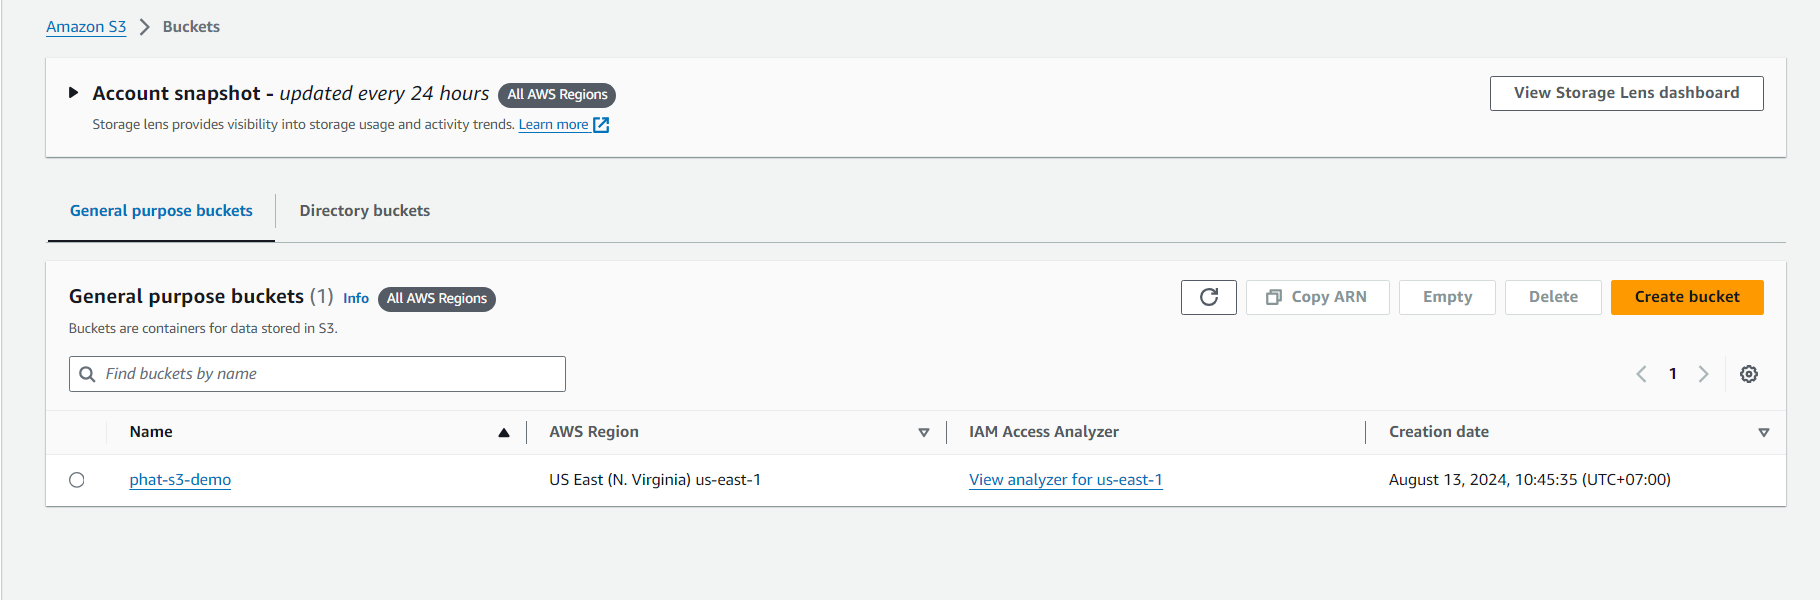 Amazon S3 > Buckets
Account snapshot - updated every 24 hours All AWS Regions
View Storage Lens dashboard
Storage lens provides visibility into storage usage and activity trends. Learn more
General purpose buckets Directory buckets
General purpose buckets (1) Info All AWS Regions
Copy ARN Empty Delete Create bucket
Buckets are containers for data stored in S3.
Find buckets by name
1
Name AWS Region IAM Access Analyzer Creation date
phat-s3-demo US East (N. Virginia) us-east-1 View analyzer for us-east-1 August 13, 2024, 10:45:35 (UTC+07:00)